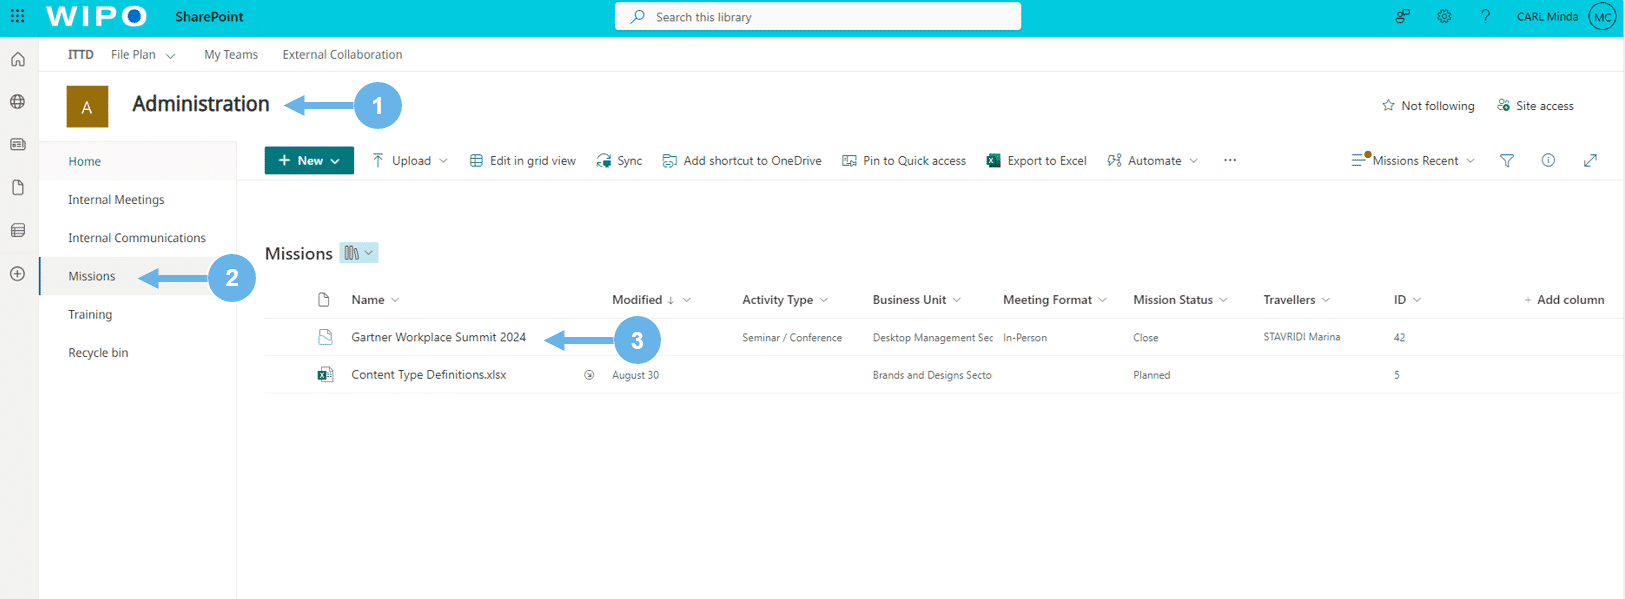 WIPO SharePoint Search this library CARL Minda MC
ITTD File Plan My Teams External Collaboration
A Administration 1 Not following Site access
Home
Internal Meetings
Internal Communications
Missions 2
Training
Recycle bin
+ New Upload Edit in grid view Sync Add shortcut to OneDrive Pin to Quick access Export to Excel Automate ... Missions Recent
Missions
Name Modified ↓ Activity Type Business Unit Meeting Format Mission Status Travellers ID + Add column
Gartner Workplace Summit 2024 3 Seminar / Conference Desktop Management Sec In-Person Close STAVRIDI Marina 42
Content Type Definitions.xlsx August 30 Brands and Designs Secto Planned 5